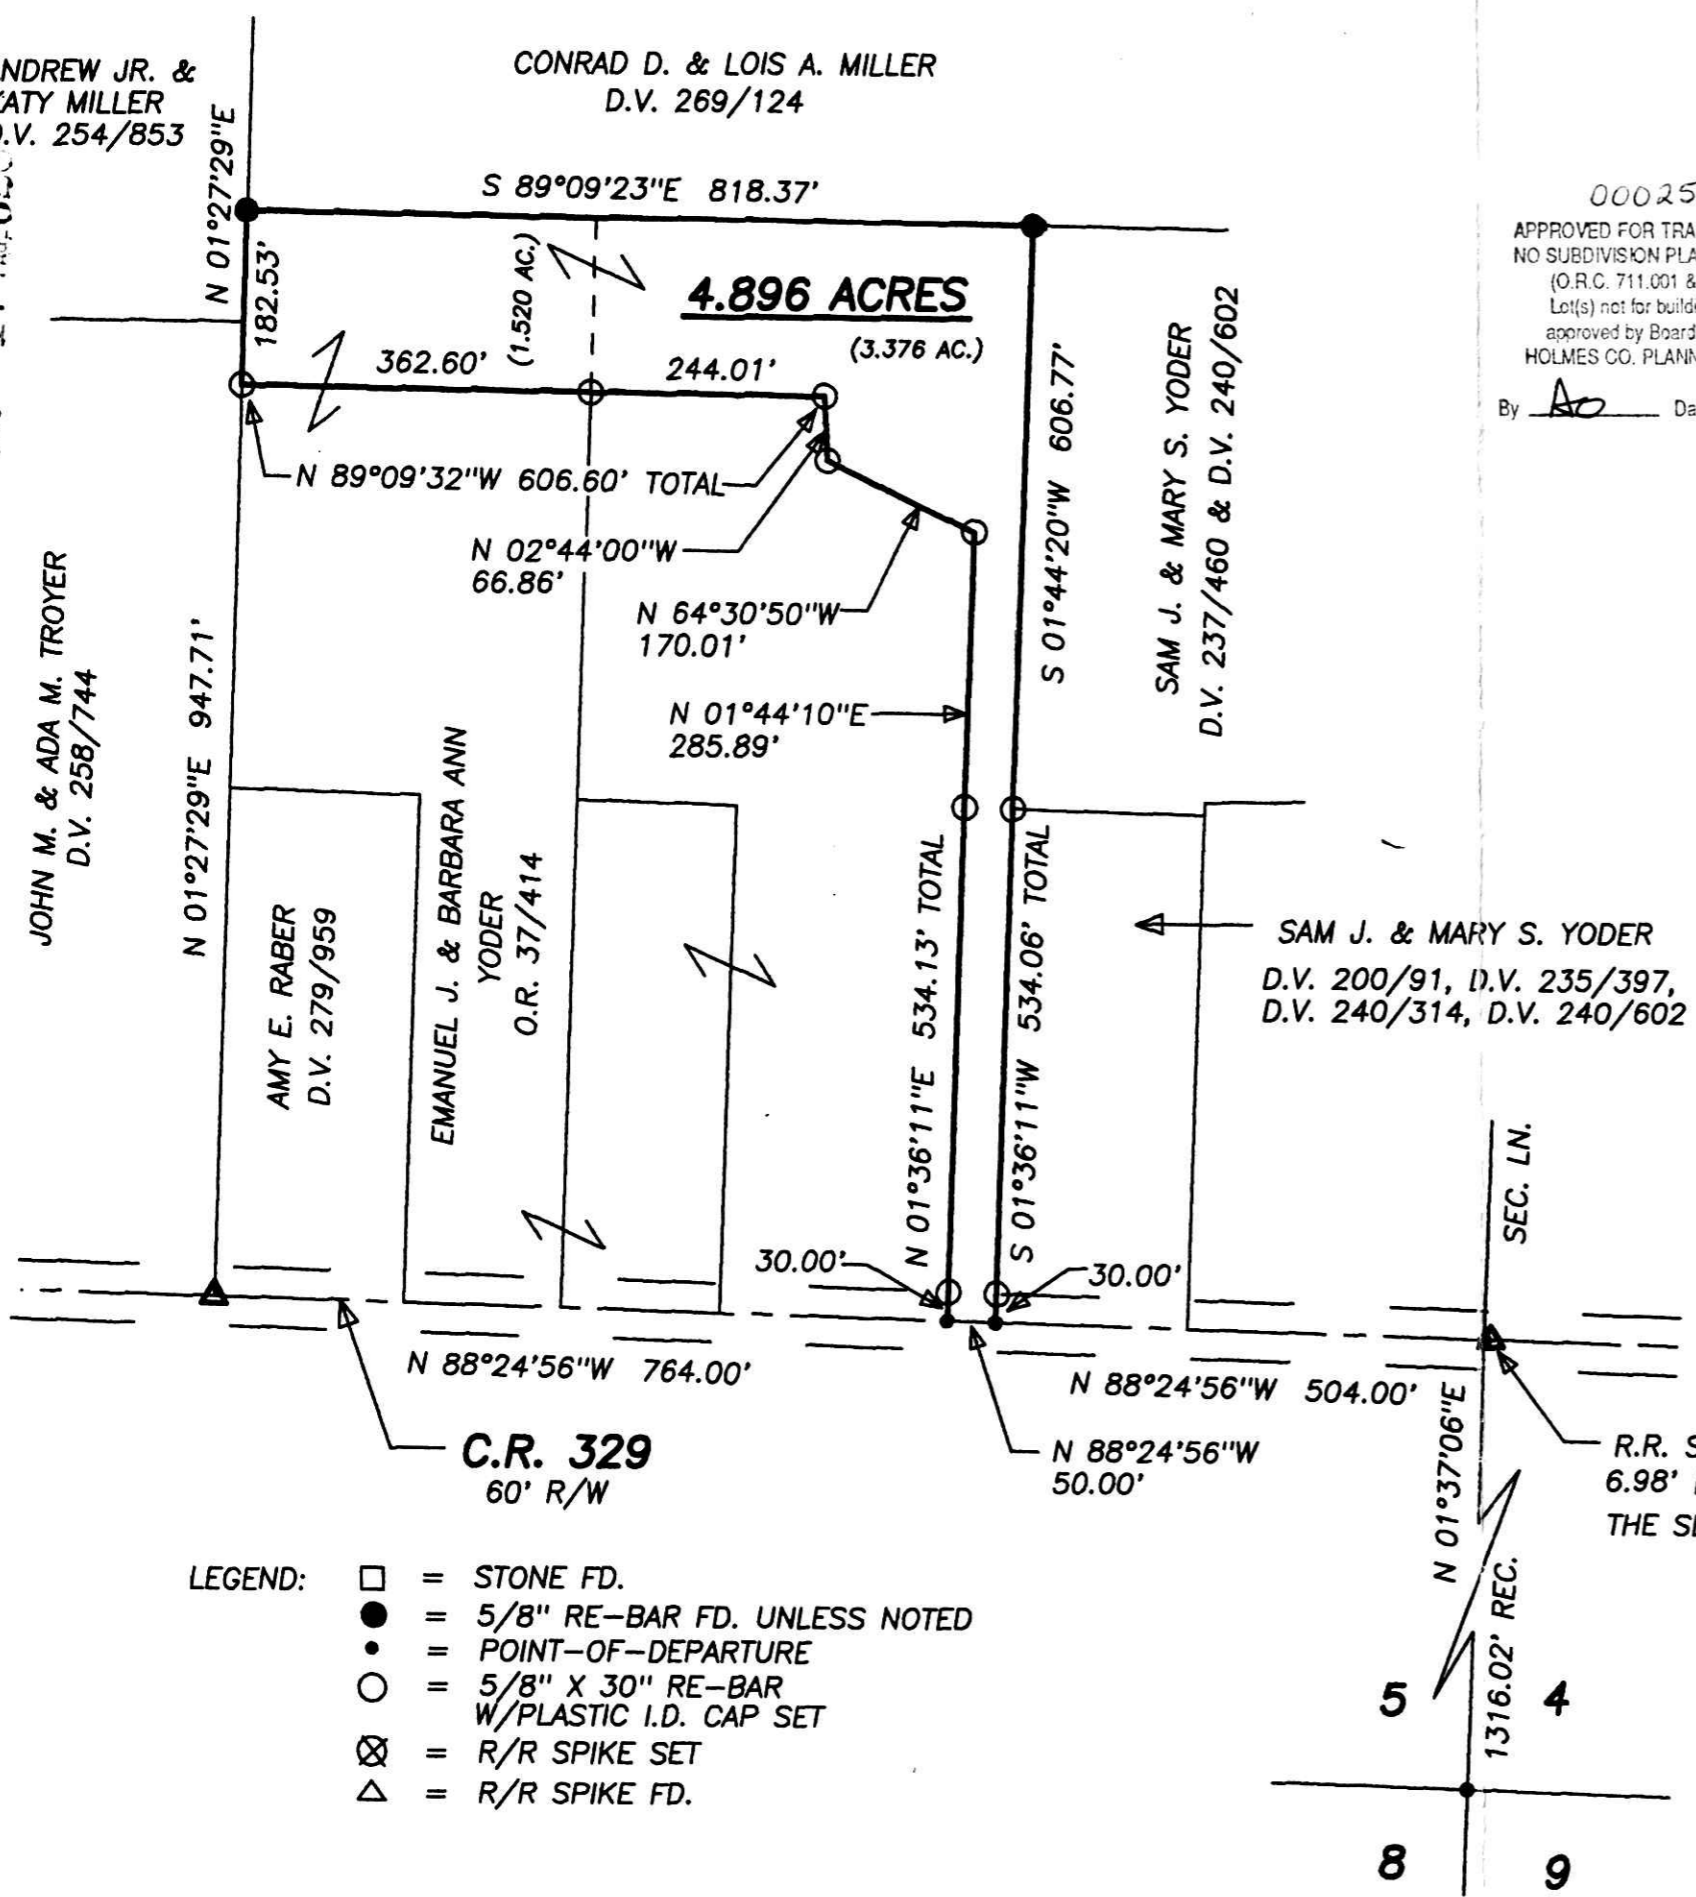 NDREW JR. &
KATY MILLER
D.V. 254/853
CONRAD D. & LOIS A. MILLER
D.V. 269/124
N 01°27'29"E
182.53'
S 89°09'23"E 818.37'
(1.520 AC.)
4.896 ACRES
(3.376 AC.)
362.60'
244.01'
N 89°09'32"W 606.60' TOTAL
N 02°44'00"W
66.86'
N 64°30'50"W
170.01'
N 01°44'10"E
285.89'
S 01°44'20"W 606.77'
SAM J. & MARY S. YODER
D.V. 237/460 & D.V. 240/602
00025
APPROVED FOR TRA
NO SUBDIVISION PLA
(O.R.C. 711.001 &
Lot(s) not for build
approved by Board
HOLMES CO. PLANN
By Da
JOHN M. & ADA M. TROYER
D.V. 258/744
N 01°27'29"E 947.71'
AMY E. RABER
D.V. 279/959
EMANUEL J. & BARBARA ANN
YODER
O.R. 37/414
N 01°36'11"E 534.13' TOTAL
S 01°36'11"W 534.06' TOTAL
SAM J. & MARY S. YODER
D.V. 200/91, D.V. 235/397,
D.V. 240/314, D.V. 240/602
SEC. LN.
30.00'
30.00'
N 88°24'56"W 764.00'
N 88°24'56"W 504.00'
C.R. 329
60' R/W
N 88°24'56"W
50.00'
R.R. S
6.98'
THE SE
N 01°37'06"E
1316.02' REC.
LEGEND:
= STONE FD.
= 5/8" RE-BAR FD. UNLESS NOTED
= POINT-OF-DEPARTURE
= 5/8" X 30" RE-BAR
W/PLASTIC I.D. CAP SET
= R/R SPIKE SET
= R/R SPIKE FD.
5 4
8 9